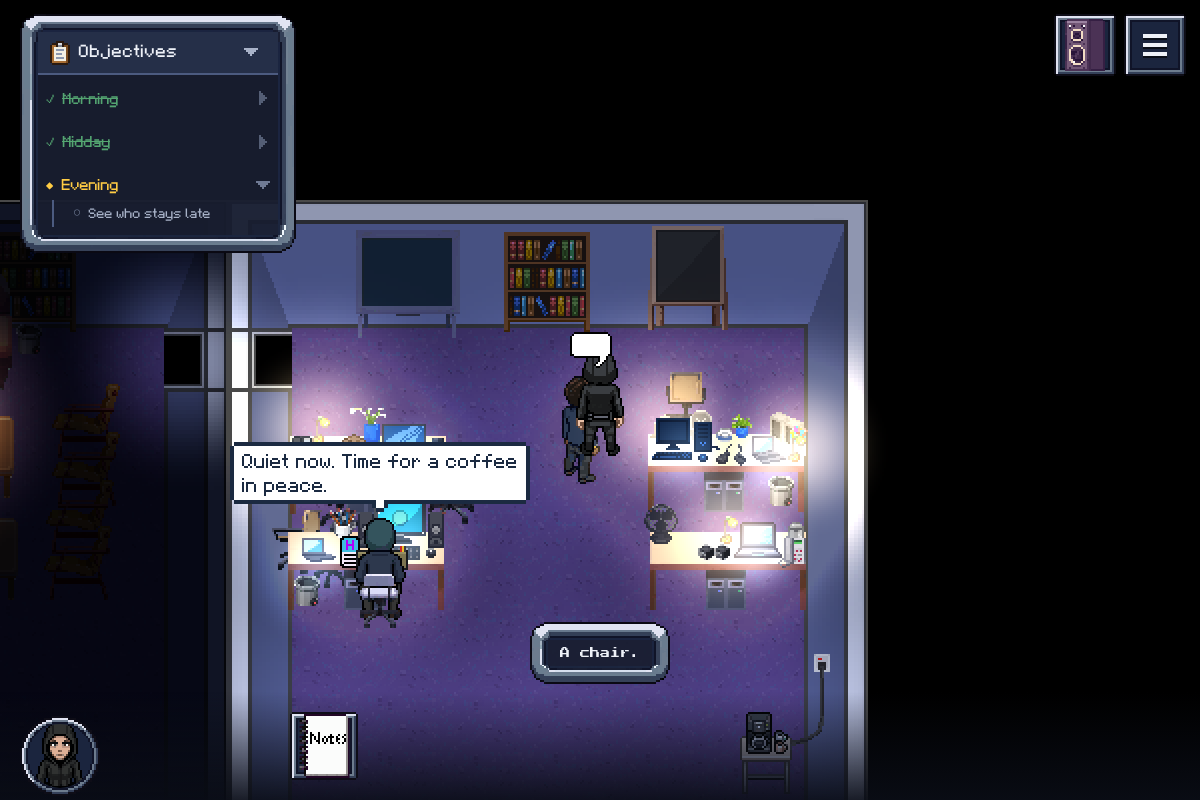 Objectives
Morning
Midday
Evening
See who stays late
Quiet now. Time for a coffee
in peace.
H
A chair.
Notes